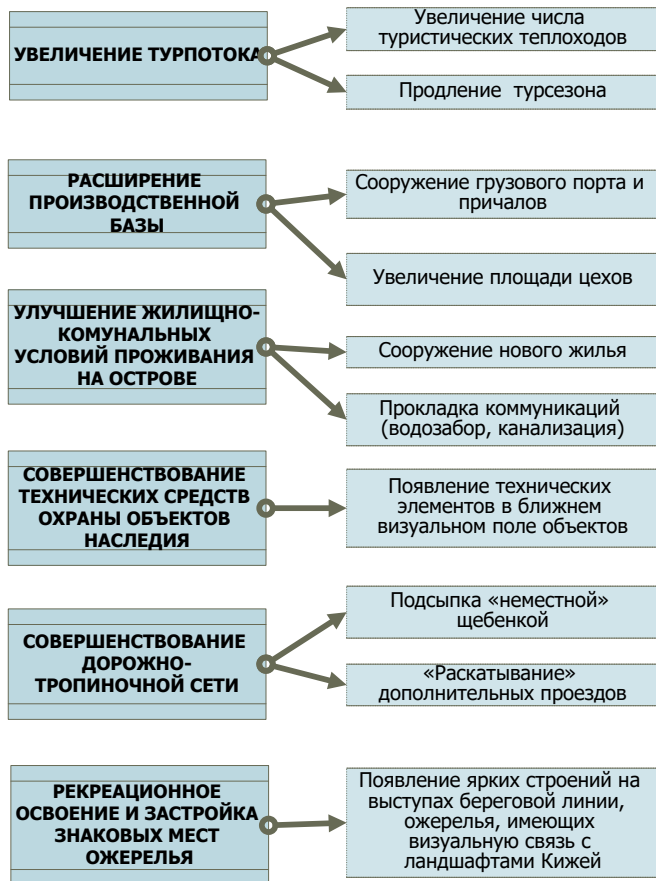 УВЕЛИЧЕНИЕ ТУРПОТОКА
Увеличение числа
туристических теплоходов
Продление турсезона
РАСШИРЕНИЕ
ПРОИЗВОДСТВЕННОЙ
БАЗЫ
Сооружение грузового порта и
причалов
Увеличение площади цехов
УЛУЧШЕНИЕ ЖИЛИЩНО-
КОМУНАЛЬНЫХ
УСЛОВИЙ ПРОЖИВАНИЯ
НА ОСТРОВЕ
Сооружение нового жилья
Прокладка коммуникаций
(водозабор, канализация)
СОВЕРШЕНСТВОВАНИЕ
ТЕХНИЧЕСКИХ СРЕДСТВ
ОХРАНЫ ОБЪЕКТОВ
НАСЛЕДИЯ
Появление технических
элементов в ближнем
визуальном поле объектов
СОВЕРШЕНСТВОВАНИЕ
ДОРОЖНО-
ТРОПИНОЧНОЙ СЕТИ
Подсыпка «неместной»
щебенкой
«Раскатывание»
дополнительных проездов
РЕКРЕАЦИОННОЕ
ОСВОЕНИЕ И ЗАСТРОЙКА
ЗНАКОВЫХ МЕСТ
ОЖЕРЕЛЬЯ
Появление ярких строений на
выступах береговой линии,
ожерелья, имеющих
визуальную связь с
ландшафтами Кижей